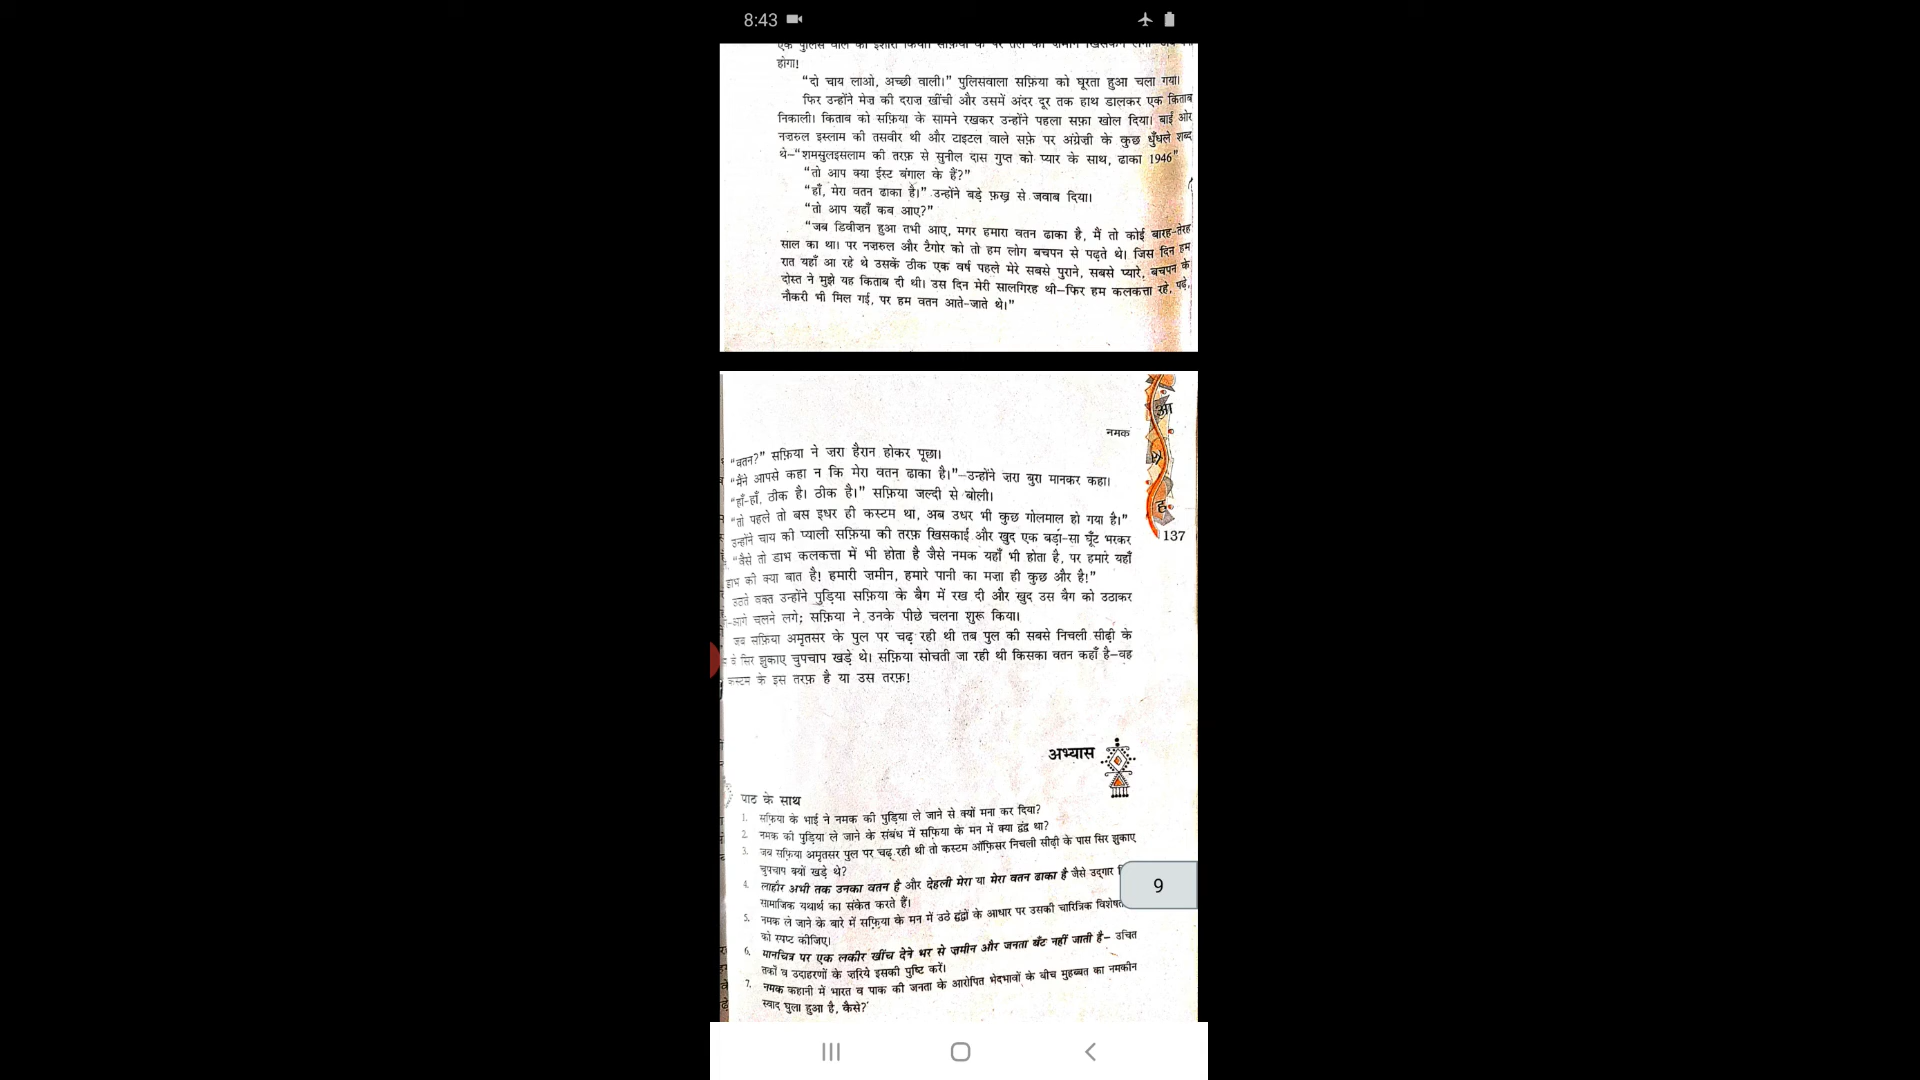 8:43
एक पुलिस वाले को इशारा किया। सफ़िया के पैर तले की ज़मीन खिसकने लगी
होगा!
“दो चाय लाओ, अच्छी वाली।” पुलिसवाला सफ़िया को घूरता हुआ चला गया।
फिर उन्होंने मेज़ की दराज़ खींची और उसमें अंदर दूर तक हाथ डालकर एक किताब
निकाली। किताब को सफ़िया के सामने रखकर उन्होंने पहला सफ़ा खोल दिया। बाईं ओर
नज़रुल इस्लाम की तसवीर थी और टाइटल वाले सफ़े पर अंग्रेज़ी के कुछ धुँधले शब्द
थे–“शमसुलइसलाम की तरफ़ से सुनील दास गुप्त को प्यार के साथ, ढाका 1946”
“तो आप क्या ईस्ट बंगाल के हैं?”
“हाँ, मेरा वतन ढाका है।” उन्होंने बड़े फ़ख्र से जवाब दिया।
“तो आप यहाँ कब आए?”
“जब डिवीज़न हुआ तभी आए, मगर हमारा वतन ढाका है, मैं तो कोई बारह-तेरह
साल का था। पर नज़रुल और टैगोर को तो हम लोग बचपन से पढ़ते थे। जिस दिन हम
रात यहाँ आ रहे थे उसके ठीक एक वर्ष पहले मेरे सबसे पुराने, सबसे प्यारे, बचपन के
दोस्त ने मुझे यह किताब दी थी। उस दिन मेरी सालगिरह थी–फिर हम कलकत्ता रहे, पढ़े,
नौकरी भी मिल गई, पर हम वतन आते-जाते थे।”
आ
रो
ह
नमक
137
“वतन?” सफ़िया ने ज़रा हैरान होकर पूछा।
“मैंने आपसे कहा न कि मेरा वतन ढाका है।”–उन्होंने ज़रा बुरा मानकर कहा।
“हाँ-हाँ, ठीक है। ठीक है।” सफ़िया जल्दी से बोली।
“तो पहले तो बस इधर ही कस्टम था, अब उधर भी कुछ गोलमाल हो गया है।”
उन्होंने चाय की प्याली सफ़िया की तरफ़ खिसकाई और खुद एक बड़ा-सा घूँट भरकर
“वैसे तो डाभ कलकत्ता में भी होता है जैसे नमक यहाँ भी होता है, पर हमारे यहाँ
डाभ की क्या बात है! हमारी ज़मीन, हमारे पानी का मज़ा ही कुछ और है!”
उठते वक्त उन्होंने पुड़िया सफ़िया के बैग में रख दी और खुद उस बैग को उठाकर
-आगे चलने लगे; सफ़िया ने उनके पीछे चलना शुरू किया।
जब सफ़िया अमृतसर के पुल पर चढ़ रही थी तब पुल की सबसे निचली सीढ़ी के
वे सिर झुकाए चुपचाप खड़े थे। सफ़िया सोचती जा रही थी किसका वतन कहाँ है–वह
कस्टम के इस तरफ़ है या उस तरफ़!
अभ्यास
पाठ के साथ
1. सफ़िया के भाई ने नमक की पुड़िया ले जाने से क्यों मना कर दिया?
2. नमक की पुड़िया ले जाने के संबंध में सफ़िया के मन में क्या द्वंद्व था?
3. जब सफ़िया अमृतसर पुल पर चढ़ रही थी तो कस्टम ऑफ़िसर निचली सीढ़ी के पास सिर झुकाए
चुपचाप क्यों खड़े थे?
4. लाहौर अभी तक उनका वतन है और देहली मेरा या मेरा वतन ढाका है जैसे उद्गार
सामाजिक यथार्थ का संकेत करते हैं।
5. नमक ले जाने के बारे में सफ़िया के मन में उठे द्वंद्वों के आधार पर उसकी चारित्रिक
को स्पष्ट कीजिए।
6. मानचित्र पर एक लकीर खींच देने भर से ज़मीन और जनता बँट नहीं जाती है– उचित
तर्कों व उदाहरणों के ज़रिये इसकी पुष्टि करें।
7. नमक कहानी में भारत व पाक की जनता के आरोपित भेदभावों के बीच मुहब्बत का नमकीन
स्वाद घुला हुआ है, कैसे?
9